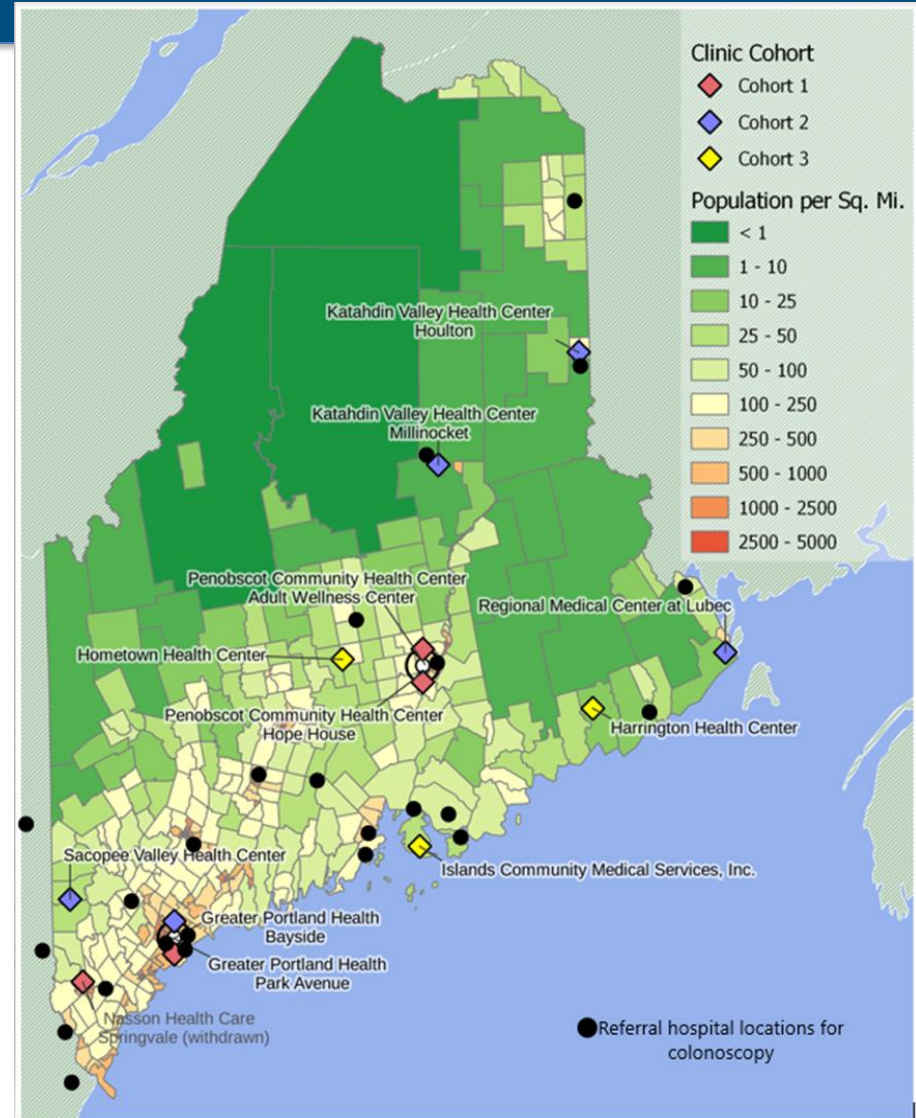 Clinic Cohort
Cohort 1
Cohort 2
Cohort 3
Population per Sq. Mi.
< 1
1 - 10
10 - 25
25 - 50
50 - 100
100 - 250
250 - 500
500 - 1000
1000 - 2500
2500 - 5000
Katahdin Valley Health Center
Houlton
Katahdin Valley Health Center
Millinocket
Penobscot Community Health Center
Adult Wellness Center
Regional Medical Center at Lubec
Hometown Health Center
Penobscot Community Health Center
Hope House
Harrington Health Center
Sacopee Valley Health Center
Islands Community Medical Services, Inc.
Greater Portland Health
Bayside
Greater Portland Health
Park Avenue
Nasson Health Care
Springvale (withdrawn)
Referral hospital locations for
colonoscopy